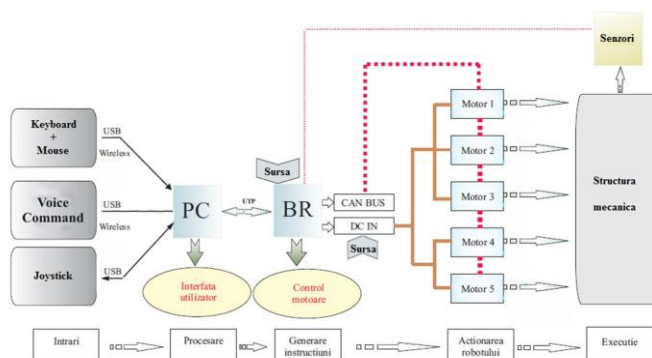 Senzori
Keyboard
+
Mouse
USB
Wireless
Voice
Command
USB
Wireless
Joystick
USB
PC
UTP
Sursa
BR
CAN BUS
DC IN
Sursa
Motor 1
Motor 2
Motor 3
Motor 4
Motor 5
Structura
mecanica
Interfata
utilizator
Control
motoare
Intrari
Procesare
Generare
instructiuni
Actionarea
robotului
Executie